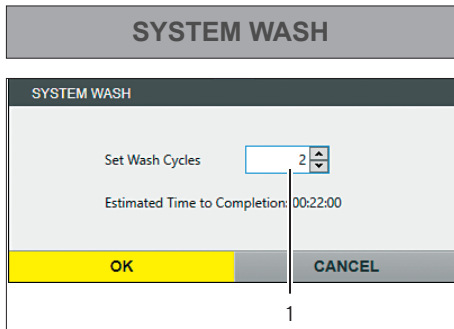 SYSTEM WASH
SYSTEM WASH
Set Wash Cycles 2
Estimated Time to Completion: 00:22:00
OK CANCEL
1